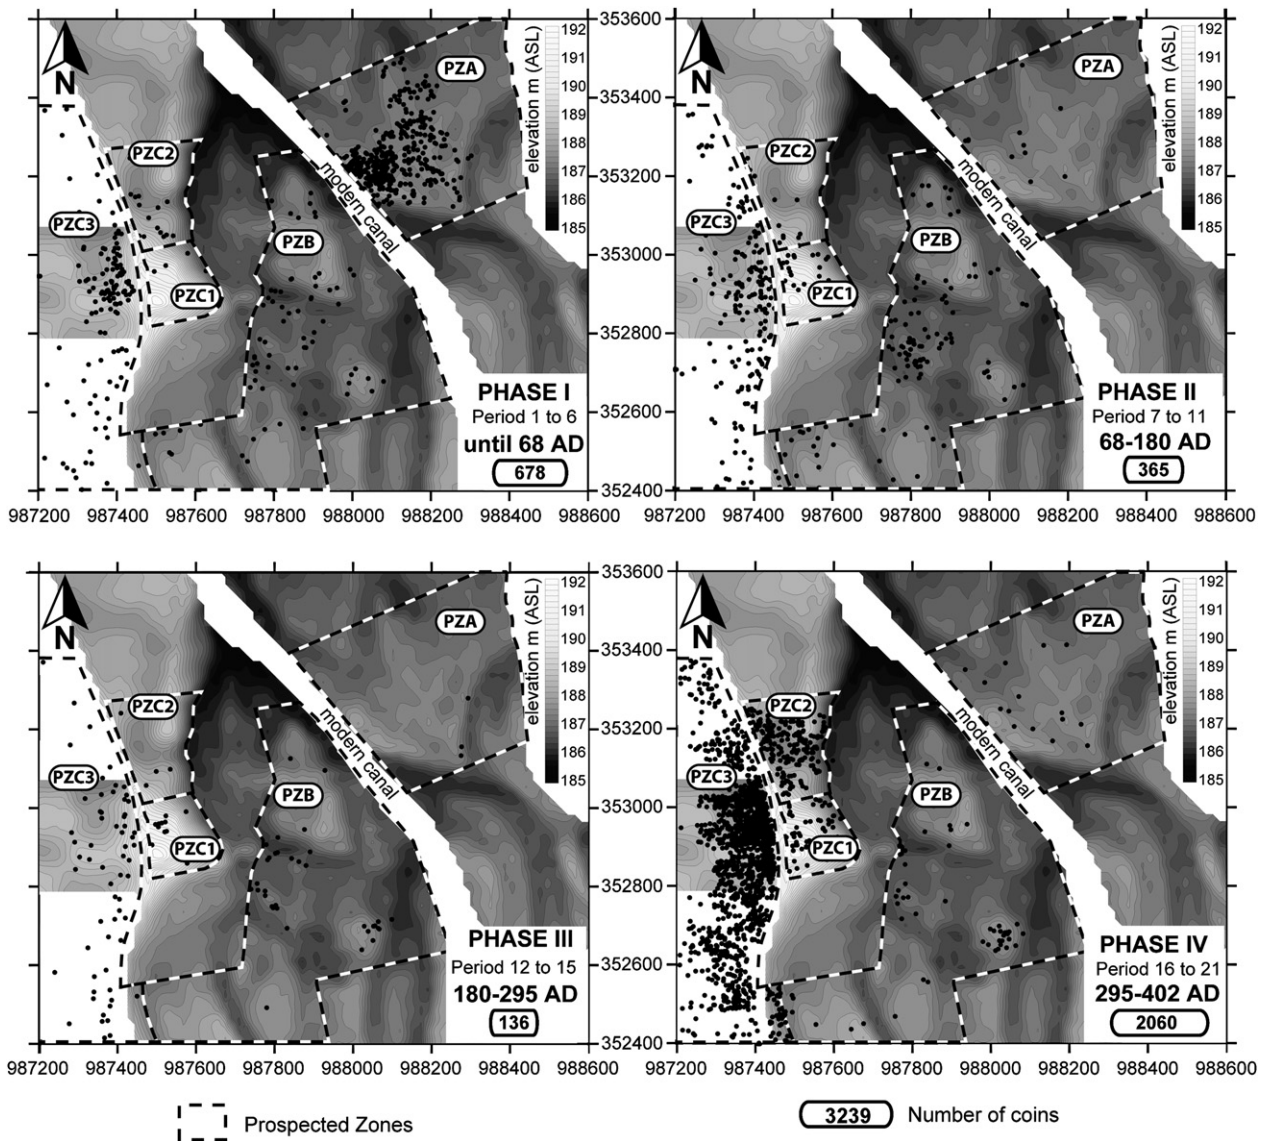 353600
353400
353200
353000
352800
352600
352400
N
PZA
PZC2
PZC3
PZB
PZC1
modern canal
elevation m (ASL)
192
191
190
189
188
187
186
185
PHASE I
Period 1 to 6
until 68 AD
678
987200 987400 987600 987800 988000 988200 988400 988600
N
PZA
PZC2
PZC3
PZB
PZC1
modern canal
elevation m (ASL)
192
191
190
189
188
187
186
185
PHASE II
Period 7 to 11
68-180 AD
365
987200 987400 987600 987800 988000 988200 988400 988600
353600
353400
353200
353000
352800
352600
352400
N
PZA
PZC2
PZC3
PZB
PZC1
modern canal
elevation m (ASL)
192
191
190
189
188
187
186
185
PHASE III
Period 12 to 15
180-295 AD
136
987200 987400 987600 987800 988000 988200 988400 988600
N
PZA
PZC2
PZC3
PZB
PZC1
modern canal
elevation m (ASL)
192
191
190
189
188
187
186
185
PHASE IV
Period 16 to 21
295-402 AD
2060
987200 987400 987600 987800 988000 988200 988400 988600
Prospected Zones
3239 Number of coins